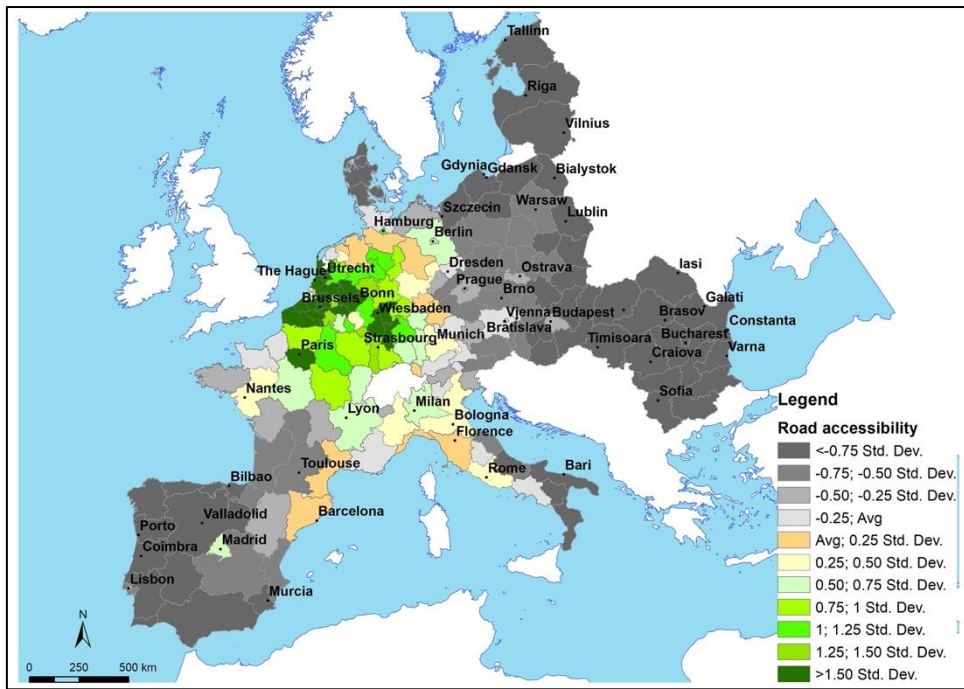 Tallinn
Riga
Vilnius
Gdynia
Gdansk
Bialystok
Szczecin
Warsaw
Lublin
Hamburg
Berlin
The Hague
Utrecht
Dresden
Ostrava
Iasi
Brussels
Bonn
Prague
Brno
Wiesbaden
Vienna
Budapest
Brasov
Galati
Bratislava
Constanta
Paris
Strasbourg
Munich
Timisoara
Bucharest
Craiova
Varna
Nantes
Sofia
Lyon
Milan
Bologna
Florence
Toulouse
Rome
Bari
Bilbao
Valladolid
Porto
Barcelona
Coimbra
Madrid
Lisbon
Murcia
N
0 250 500 km
Legend
Road accessibility
<-0.75 Std. Dev.
-0.75; -0.50 Std. Dev.
-0.50; -0.25 Std. Dev.
-0.25; Avg
Avg; 0.25 Std. Dev.
0.25; 0.50 Std. Dev.
0.50; 0.75 Std. Dev.
0.75; 1 Std. Dev.
1; 1.25 Std. Dev.
1.25; 1.50 Std. Dev.
>1.50 Std. Dev.